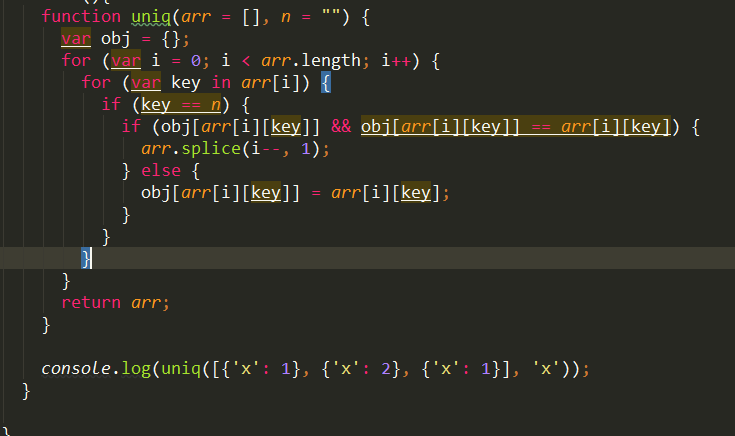 function uniq(arr = [], n = "") {
var obj = {};
for (var i = 0; i < arr.length; i++) {
for (var key in arr[i]) {
if (key == n) {
if (obj[arr[i][key]] && obj[arr[i][key]] == arr[i][key]) {
arr.splice(i--, 1);
} else {
obj[arr[i][key]] = arr[i][key];
}
}
}
}
return arr;
}
console.log(uniq([{'x': 1}, {'x': 2}, {'x': 1}], 'x'));
}
}